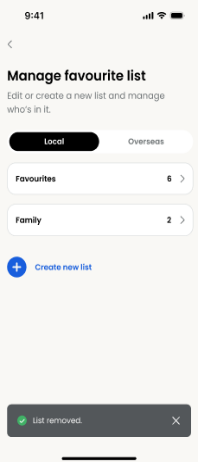 9:41
Manage favourite list
Edit or create a new list and manage
who's in it.
Local
Overseas
Favourites
6
Family
2
Create new list
List removed.